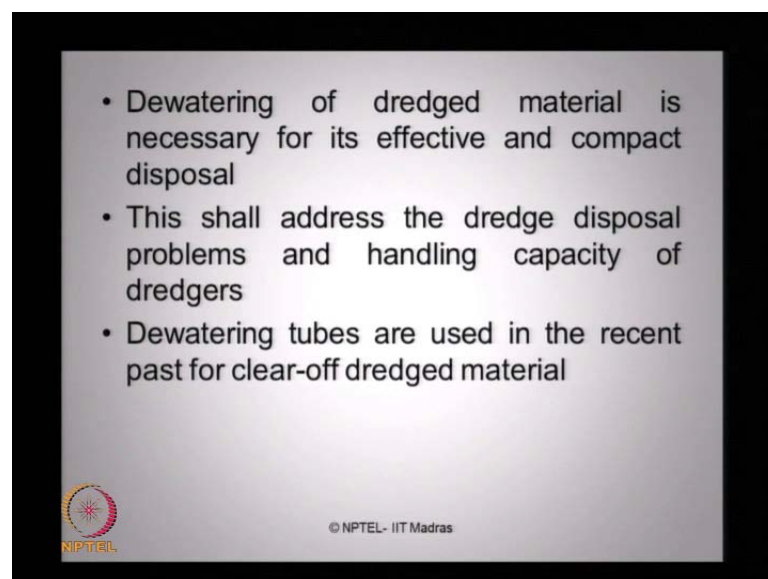 • Dewatering of dredged material is
necessary for its effective and compact
disposal
• This shall address the dredge disposal
problems and handling capacity of
dredgers
• Dewatering tubes are used in the recent
past for clear-off dredged material
NPTEL
© NPTEL- IIT Madras